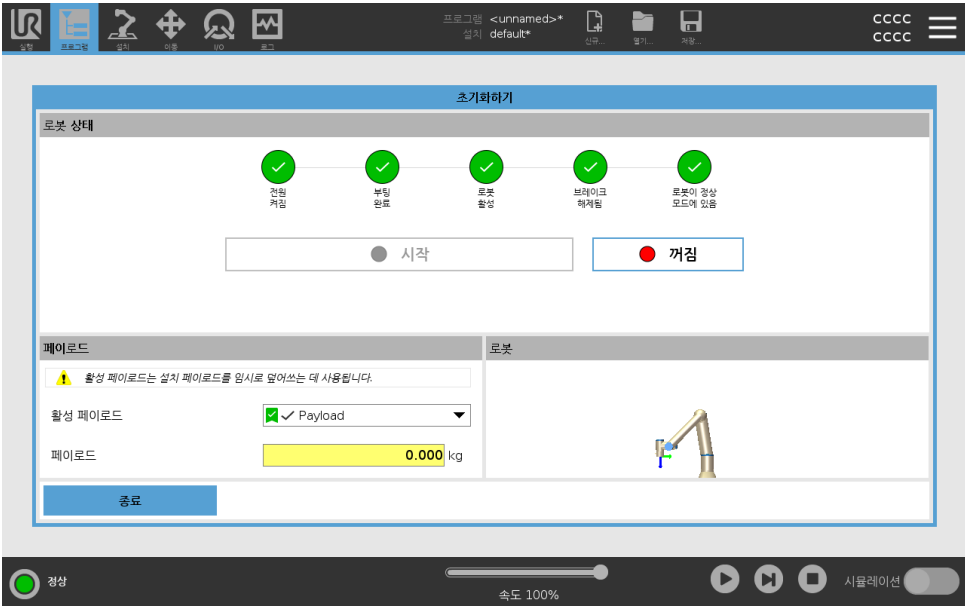 프로그램 <unnamed>*
설치 default*
cccc
cccc
실행
프로그램
설치
이동
I/O
로그
신규...
열기...
저장...
초기화하기
로봇 상태
전원
켜짐
부팅
완료
로봇
활성
브레이크
해제됨
로봇이 정상
모드에 있음
시작
꺼짐
페이로드
로봇
활성 페이로드는 설치 페이로드를 임시로 덮어쓰는 데 사용됩니다.
활성 페이로드
Payload
페이로드
0.000 kg
종료
정상
속도 100%
시뮬레이션